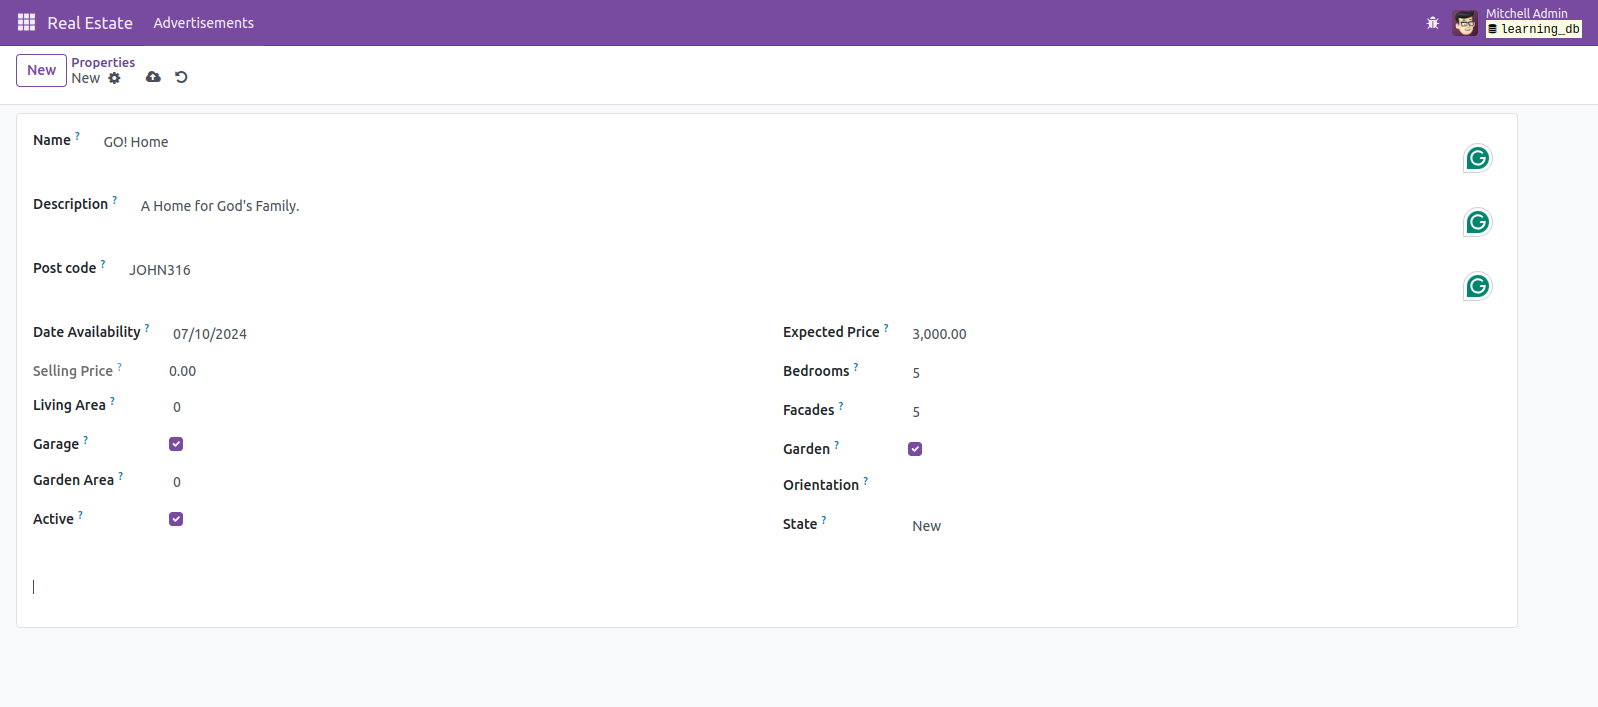 Real Estate Advertisements
Mitchell Admin
learning_db
New
Properties
New
Name ? GO! Home
Description ? A Home for God's Family.
Post code ? JOHN316
Date Availability ? 07/10/2024
Expected Price ? 3,000.00
Selling Price ? 0.00
Bedrooms ? 5
Living Area ? 0
Facades ? 5
Garage ?
Garden ?
Garden Area ? 0
Orientation ?
Active ?
State ? New